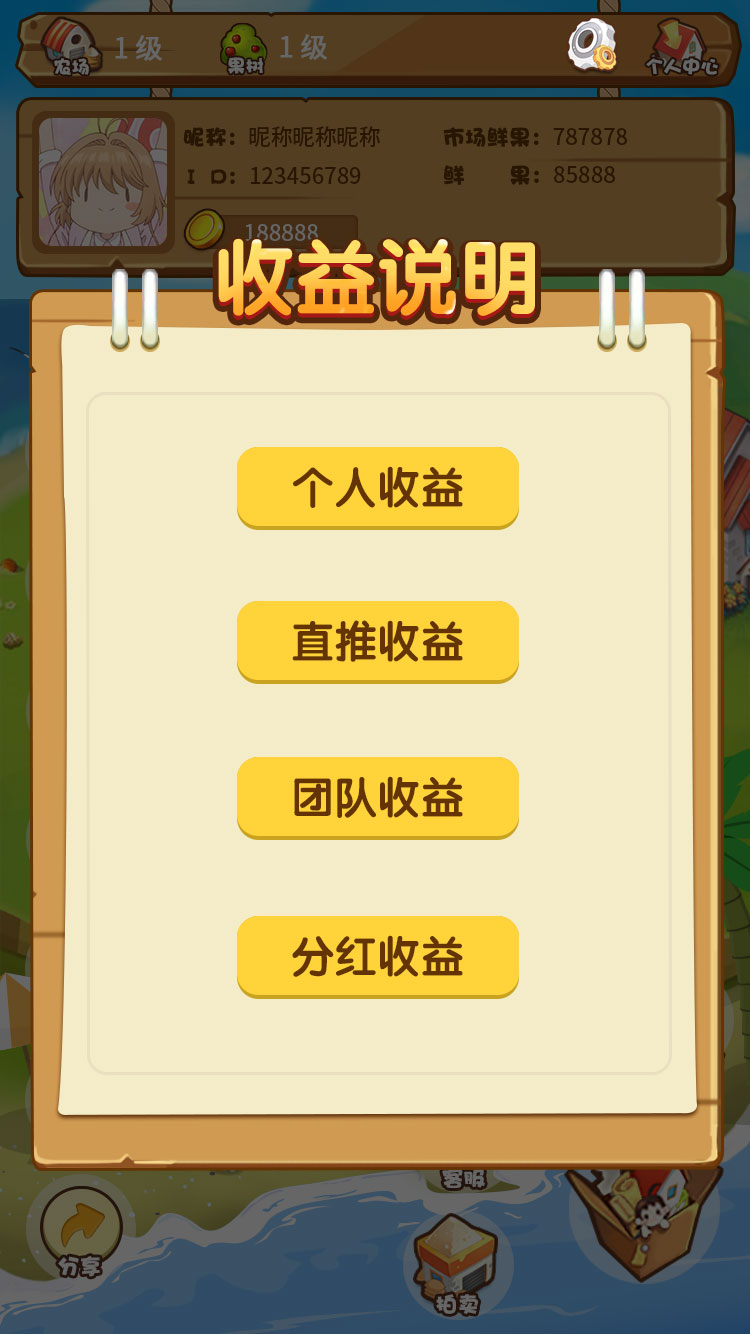 农场 1 级 果树 1 级 个人中心
昵称：昵称昵称昵称 市场鲜果：787878
I D：123456789 鲜 果：85888
188888
收益说明
个人收益
直推收益
团队收益
分红收益
客服
分享
拍卖